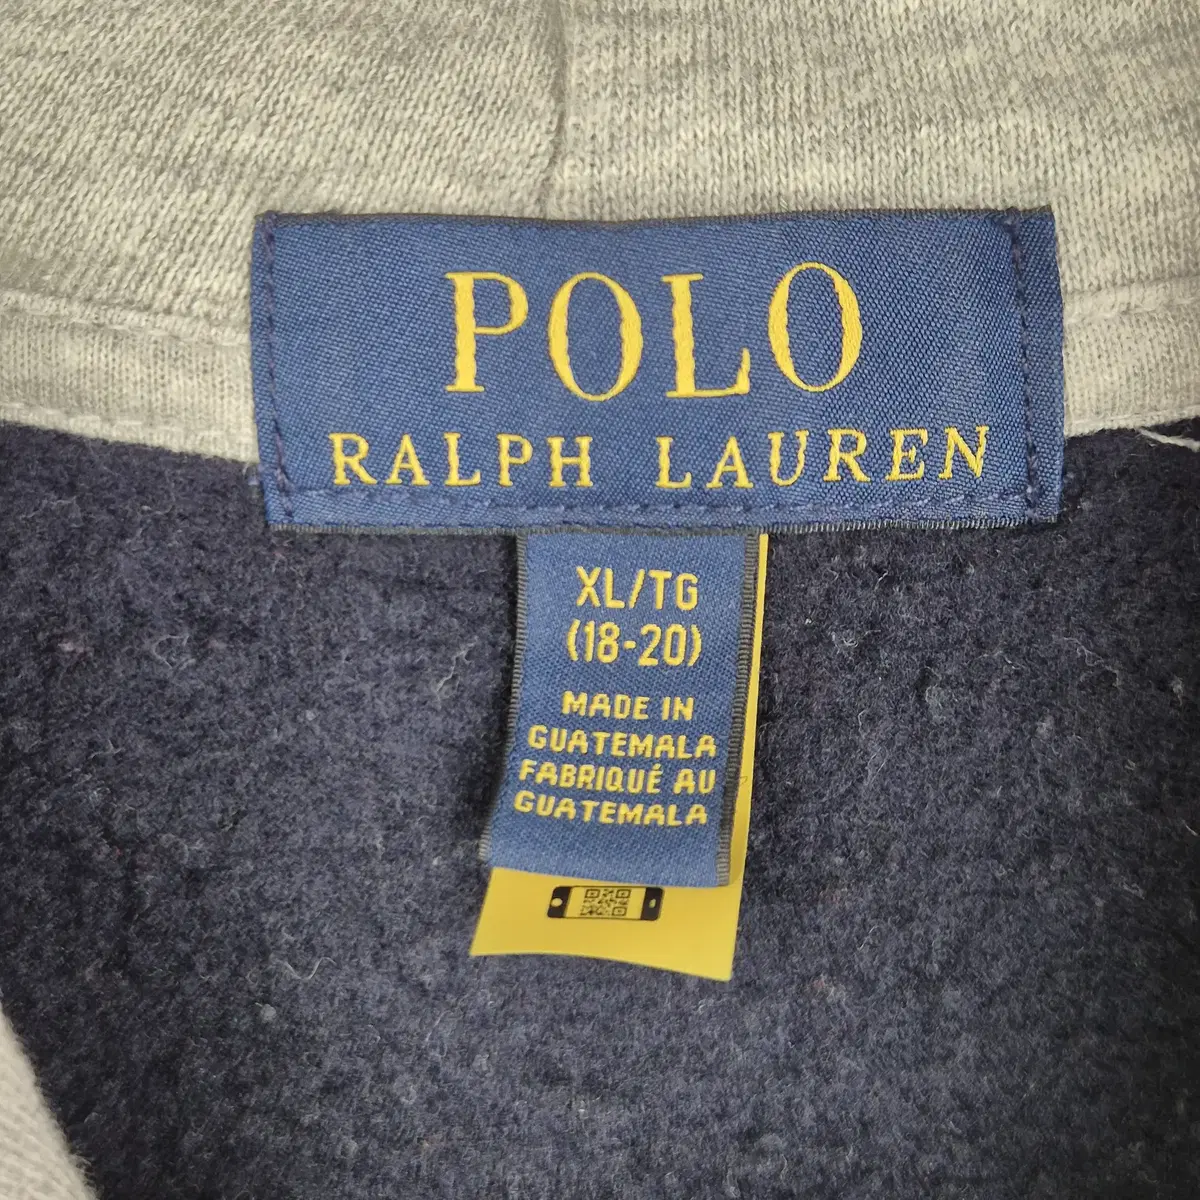 POLO
RALPH LAUREN
XL/TG
(18-20)
MADE IN
GUATEMALA
FABRIQUÉ AU
GUATEMALA